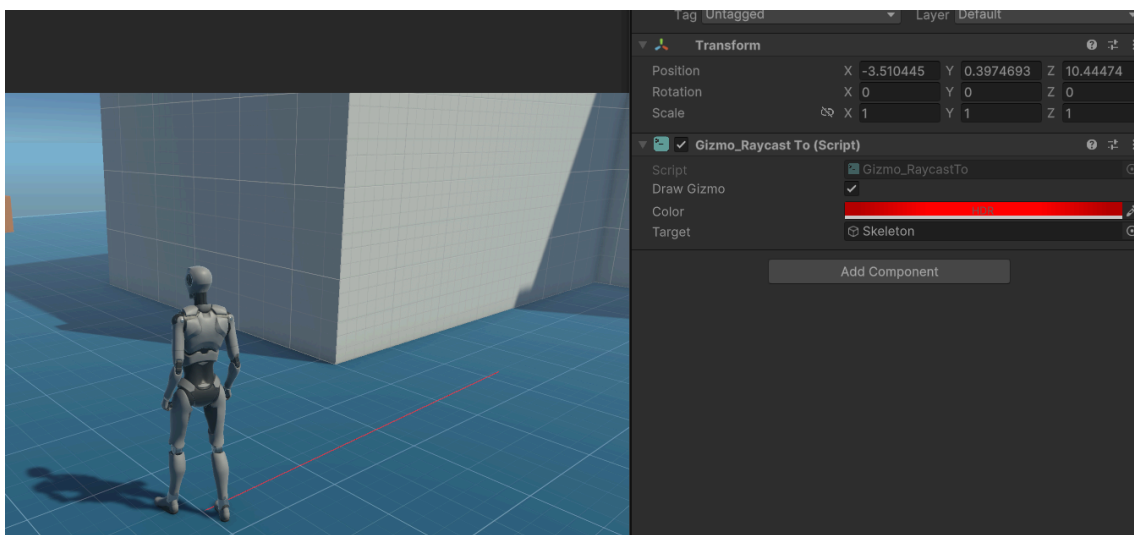 Tag Untagged Layer Default
Transform
Position X -3.510445 Y 0.3974693 Z 10.44474
Rotation X 0 Y 0 Z 0
Scale X 1 Y 1 Z 1
Gizmo_Raycast To (Script)
Script Gizmo_RaycastTo
Draw Gizmo
Color HDR
Target Skeleton
Add Component